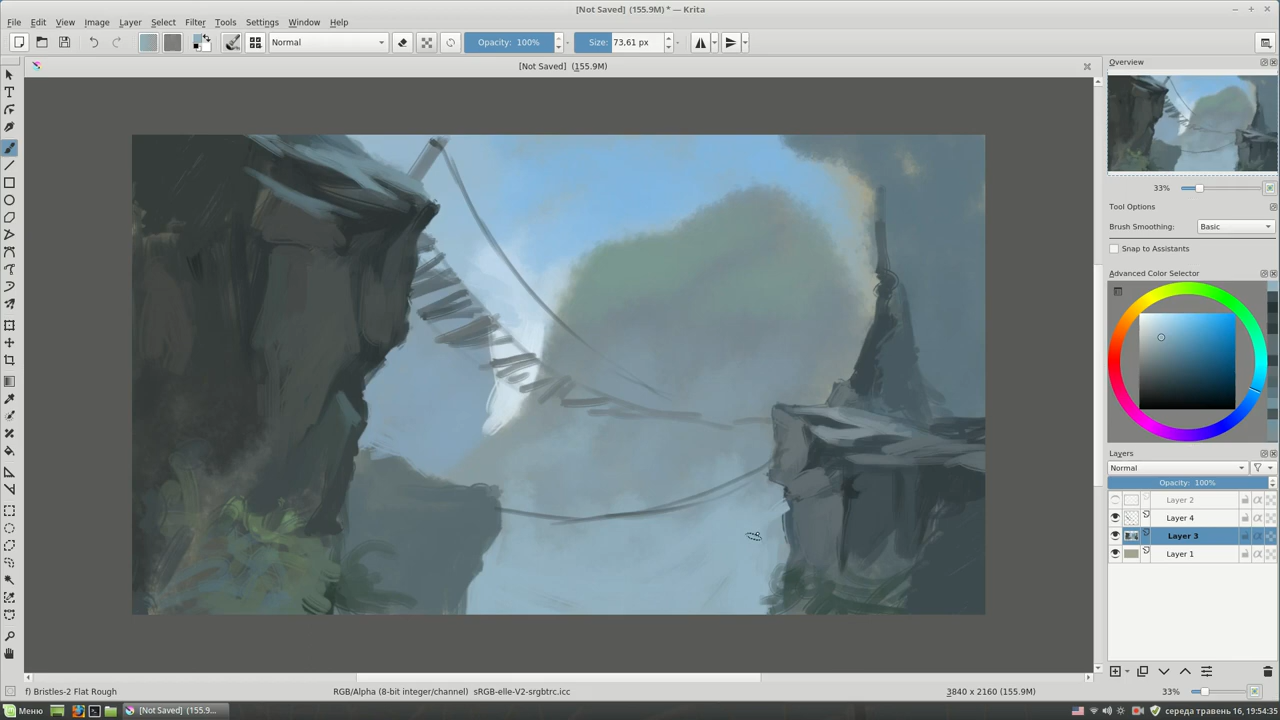 [Not Saved] (155.9M) * — Krita
File Edit View Image Layer Select Filter Tools Settings Window Help
Normal
Opacity: 100%
Size: 73.61 px
[Not Saved] (155.9M)
Overview
33%
Tool Options
Brush Smoothing: Basic
Snap to Assistants
Advanced Color Selector
Layers
Normal
Opacity: 100%
Layer 2
Layer 4
Layer 3
Layer 1
f) Bristles-2 Flat Rough
RGB/Alpha (8-bit integer/channel) sRGB-elle-V2-srgbtrc.icc
3840 x 2160 (155.9M)
33%
Меню
[Not Saved] (155.9...
середа травень 16, 19:54:35